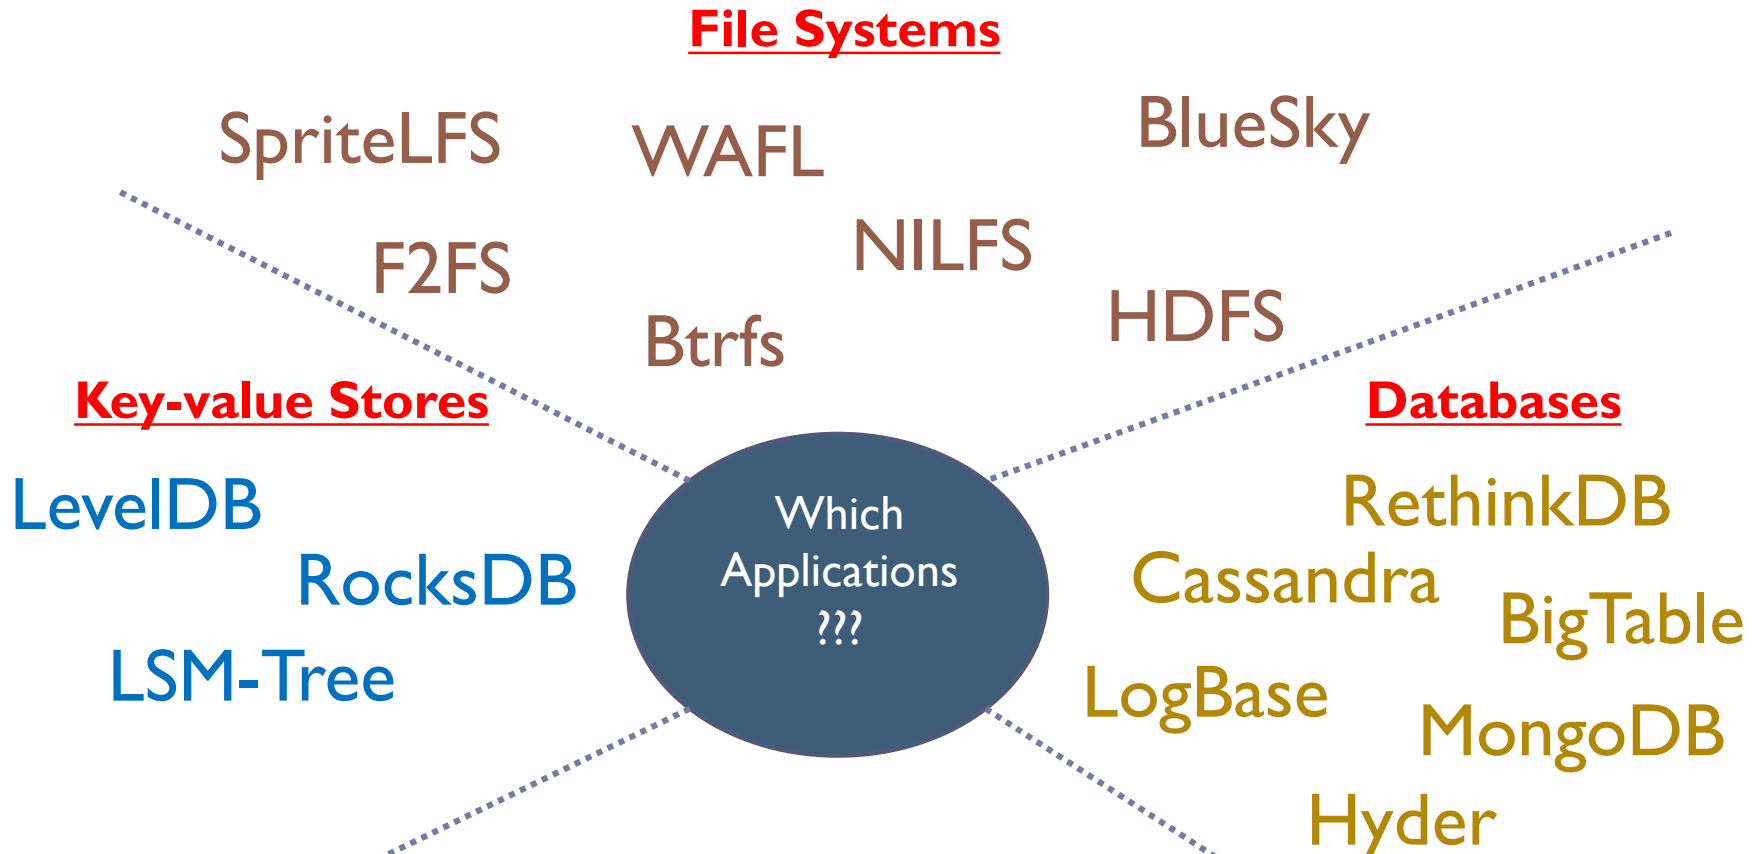 File Systems
SpriteLFS
WAFL
BlueSky
F2FS
NILFS
Btrfs
HDFS
Key-value Stores
LevelDB
RocksDB
LSM-Tree
Which
Applications
???
Databases
RethinkDB
Cassandra
BigTable
LogBase
MongoDB
Hyder